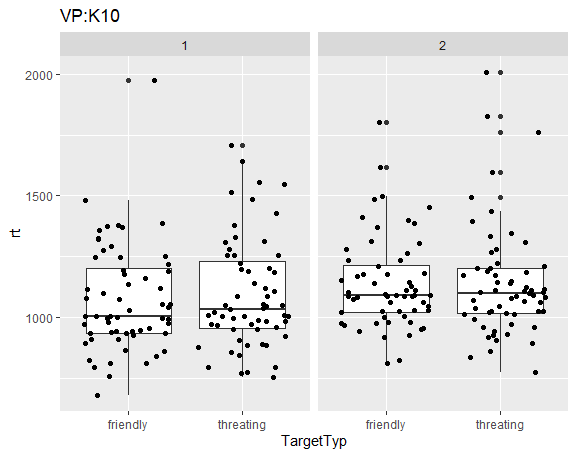 VP:K10
1 2
2000
1500
1000
rt
friendly threating friendly threating
TargetTyp